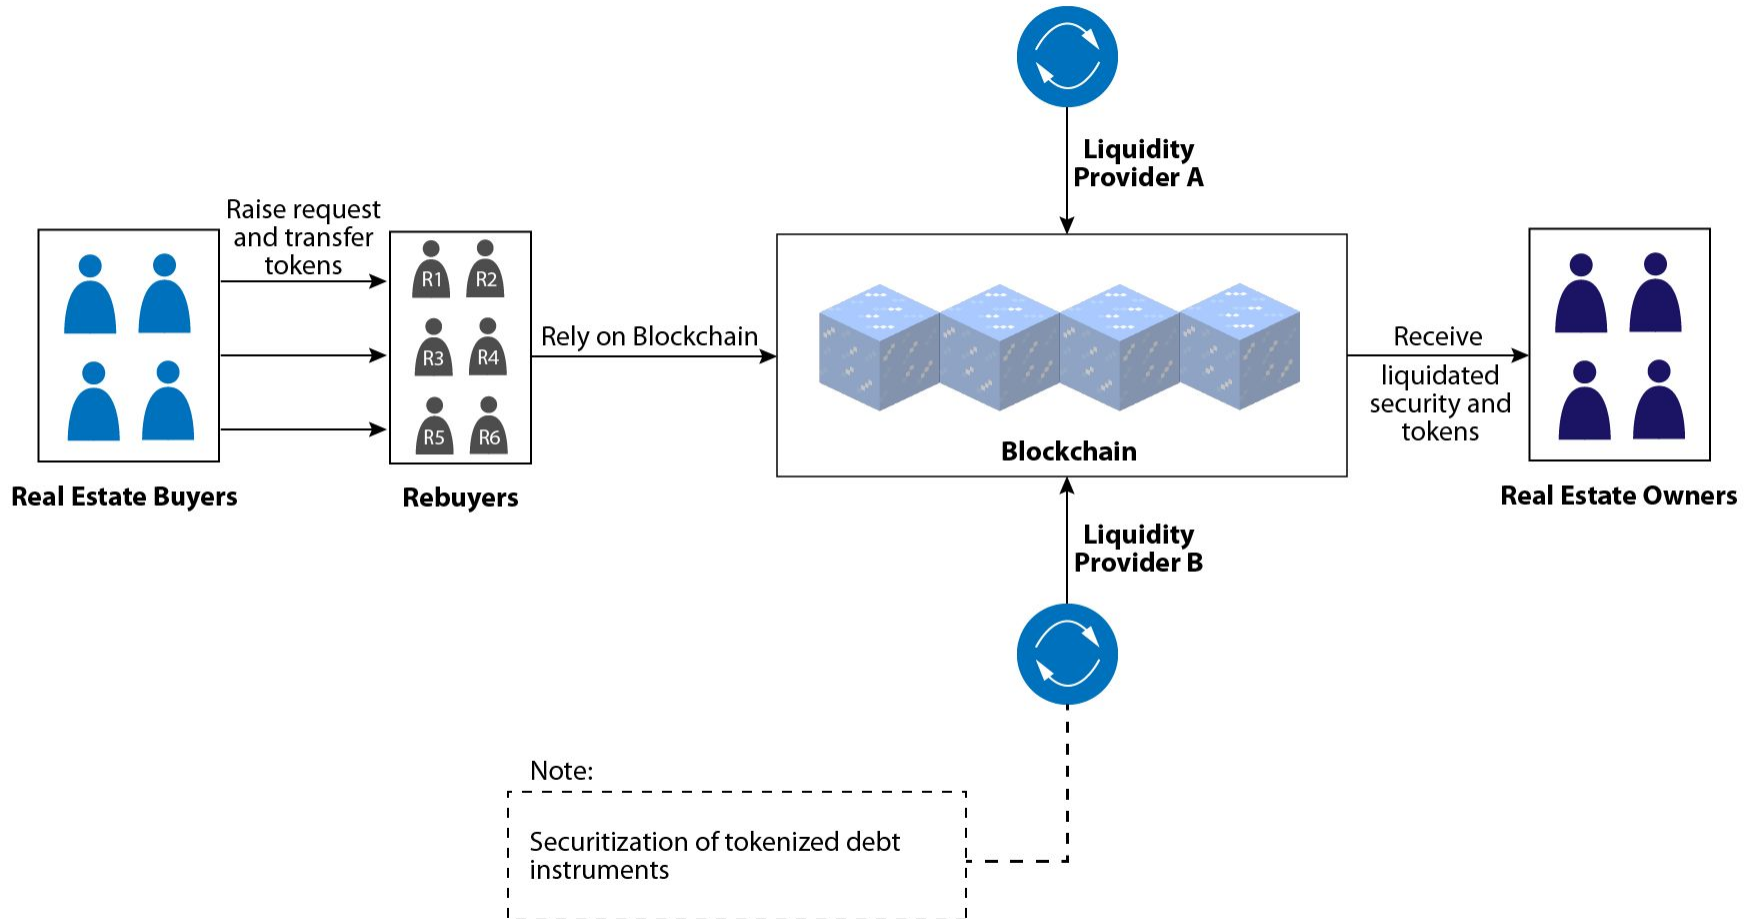 Liquidity
Provider A
Raise request
and transfer
tokens
R1
R2
R3
R4
R5
R6
Rely on Blockchain
Receive
liquidated
security and
tokens
Blockchain
Real Estate Buyers
Rebuyers
Real Estate Owners
Liquidity
Provider B
Note:
Securitization of tokenized debt
instruments